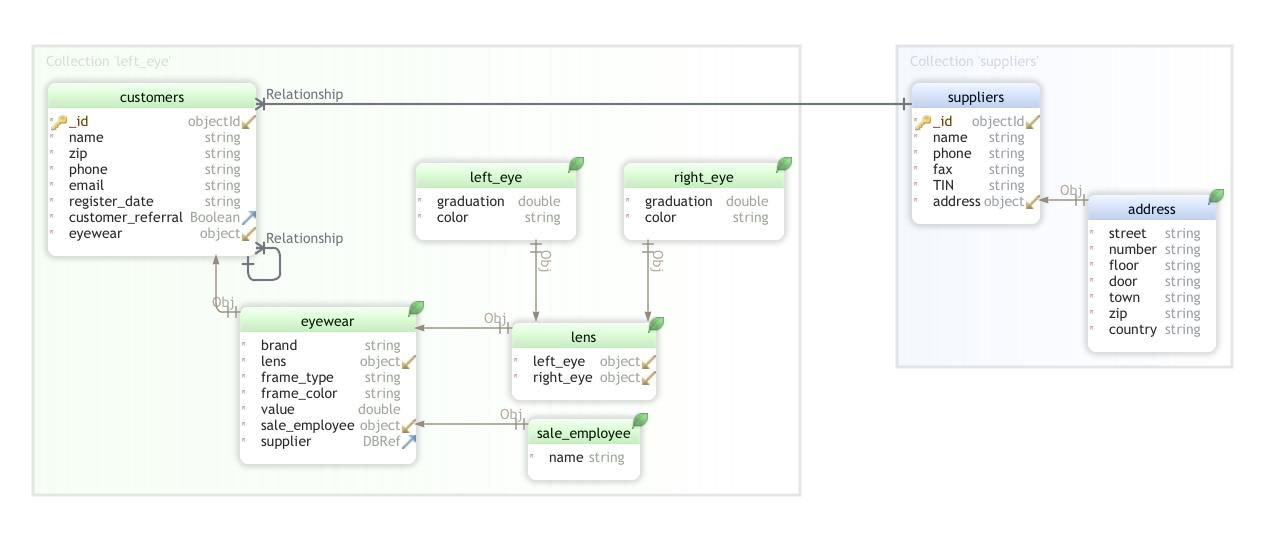 Collection 'left_eye'
customers
_id objectId
name string
zip string
phone string
email string
register_date string
customer_referral Boolean
eyewear object
Relationship
Relationship
left_eye
graduation double
color string
right_eye
graduation double
color string
Obj
Obj
Obj
eyewear
brand string
lens object
frame_type string
frame_color string
value double
sale_employee object
supplier DBRef
Obj
lens
left_eye object
right_eye object
Obj
sale_employee
name string
Collection 'suppliers'
suppliers
_id objectId
name string
phone string
fax string
TIN string
address object
Obj
address
street string
number string
floor string
door string
town string
zip string
country string